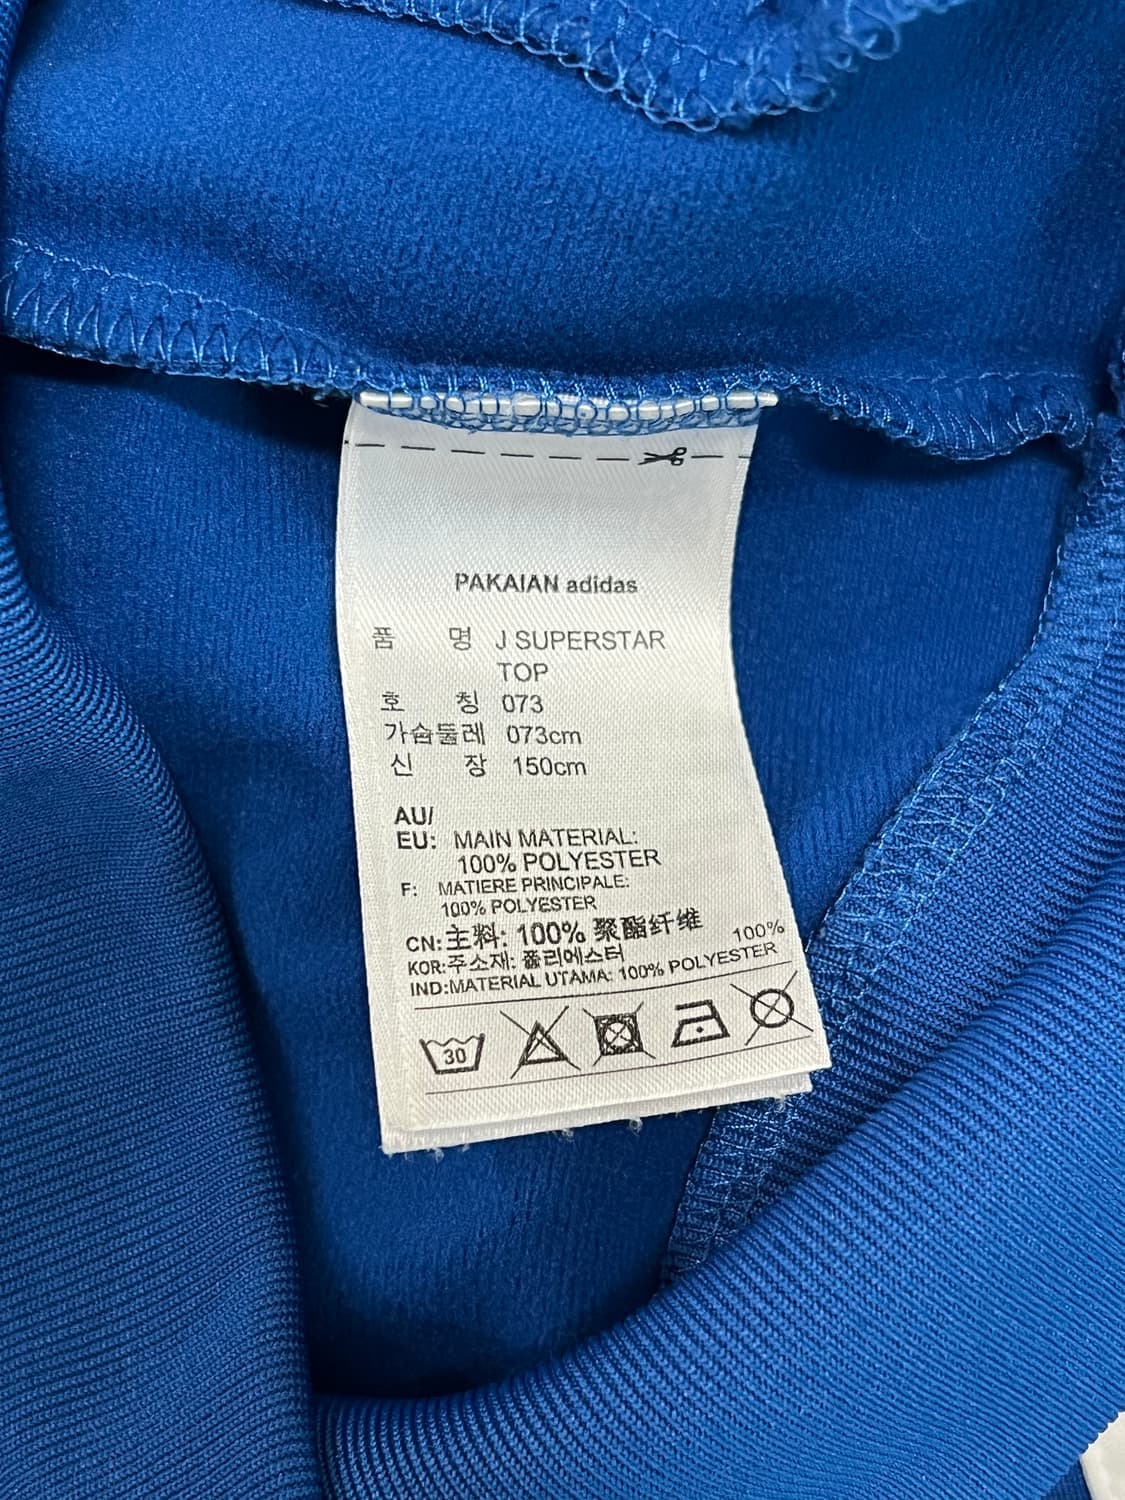 PAKAIAN adidas
품 명 J SUPERSTAR
TOP
호 칭 073
가슴둘레 073cm
신 장 150cm
AU/
EU: MAIN MATERIAL:
100% POLYESTER
F: MATIERE PRINCIPALE:
100% POLYESTER
CN:主料: 100% 聚酯纤维
KOR:주소재: 폴리에스터 100%
IND:MATERIAL UTAMA: 100% POLYESTER
30